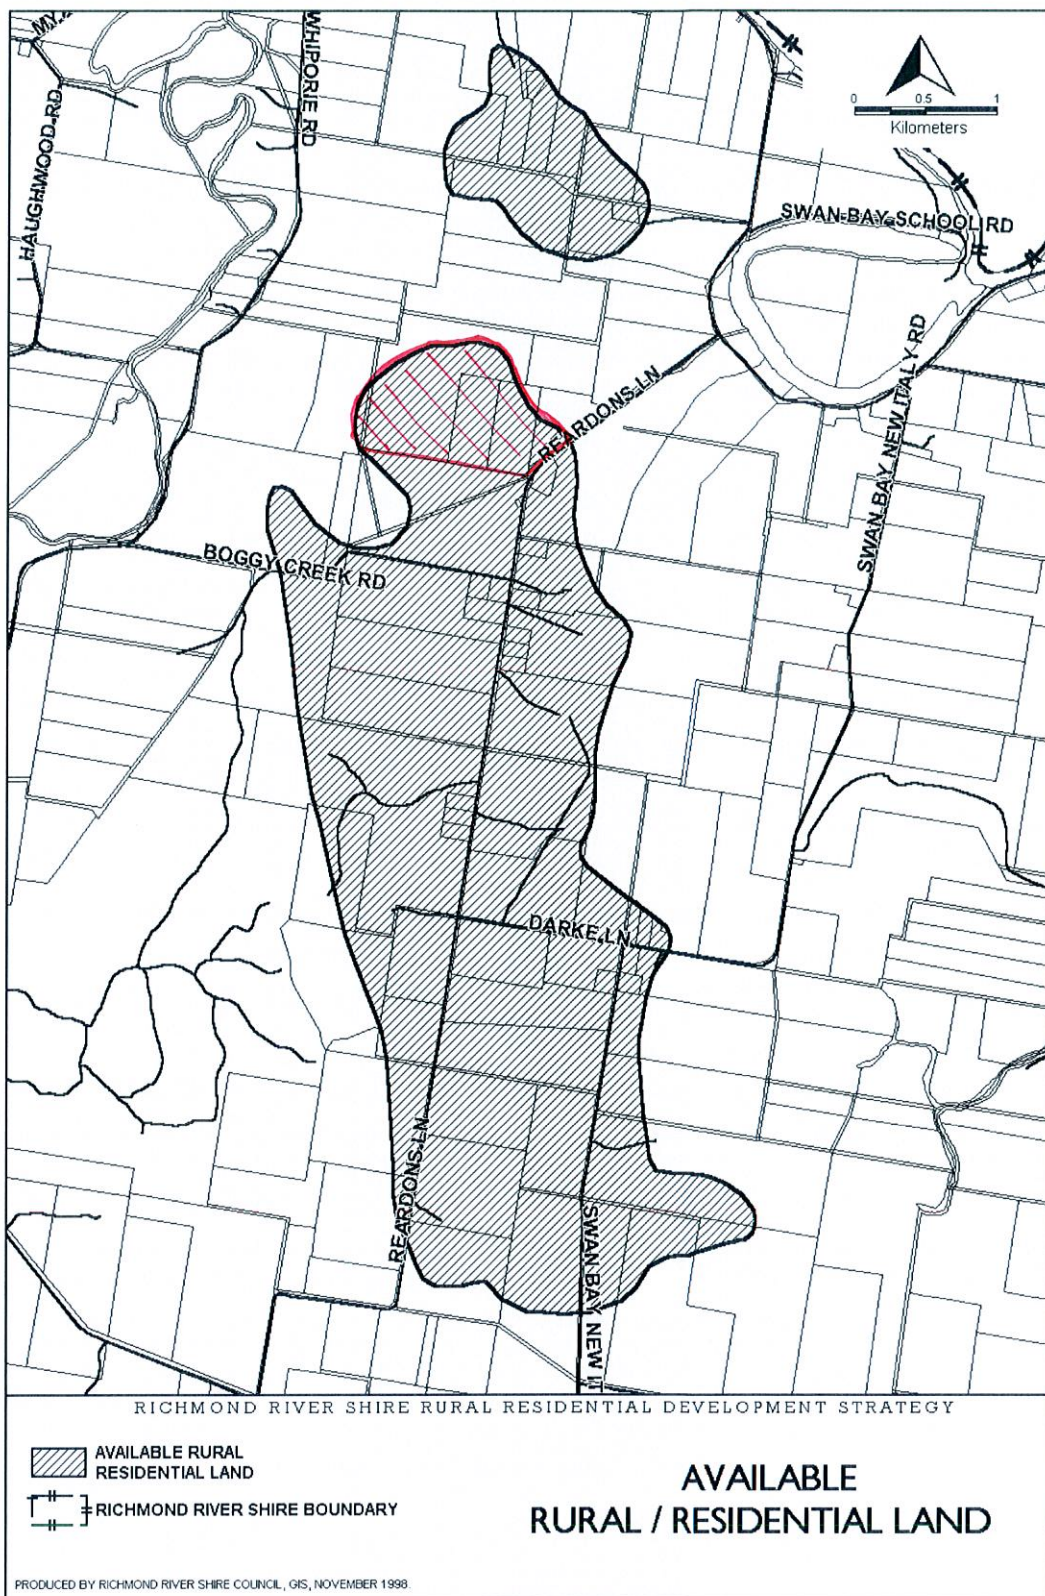 MY
WHIPORIE RD
HAUGHWOOD RD
0 0.5 1
Kilometers
SWAN BAY SCHOOL RD
REARDONS LN
SWAN BAY NEW ITALY RD
BOGGY CREEK RD
DARKE LN
REARDONS LN
SWAN BAY NEW IT
RICHMOND RIVER SHIRE RURAL RESIDENTIAL DEVELOPMENT STRATEGY
AVAILABLE RURAL
RESIDENTIAL LAND
RICHMOND RIVER SHIRE BOUNDARY
AVAILABLE
RURAL / RESIDENTIAL LAND
PRODUCED BY RICHMOND RIVER SHIRE COUNCIL, GIS, NOVEMBER 1998.